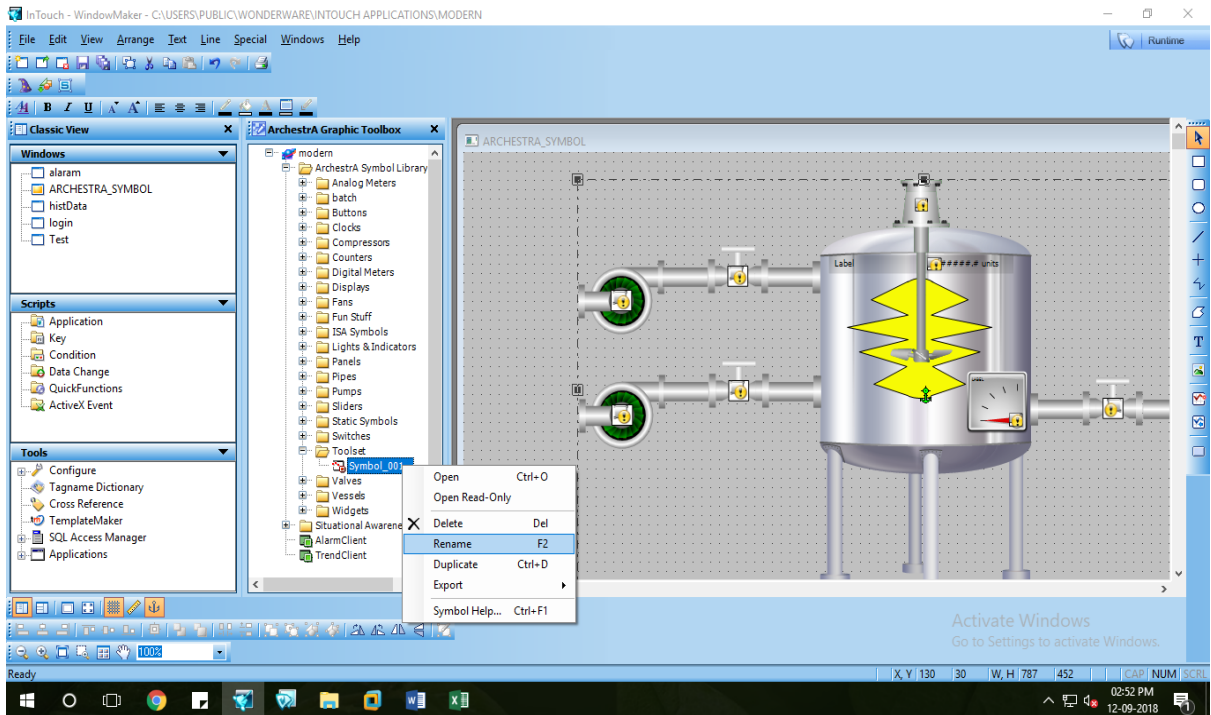 InTouch - WindowMaker - C:\USERS\PUBLIC\WONDERWARE\INTOUCH APPLICATIONS\MODERN
File Edit View Arrange Text Line Special Windows Help
Runtime
B I U A A
Classic View
Windows
alaram
ARCHESTRA_SYMBOL
histData
login
Test
Scripts
Application
Key
Condition
Data Change
QuickFunctions
ActiveX Event
Tools
Configure
Tagname Dictionary
Cross Reference
TemplateMaker
SQL Access Manager
Applications
ArchestrA Graphic Toolbox
modern
ArchestrA Symbol Library
Analog Meters
batch
Buttons
Clocks
Compressors
Counters
Digital Meters
Displays
Fans
Fun Stuff
ISA Symbols
Lights & Indicators
Panels
Pipes
Pumps
Sliders
Static Symbols
Switches
Toolset
Symbol_001
Valves
Vessels
Widgets
Situational Awarene
AlarmClient
TrendClient
Open Ctrl+O
Open Read-Only
Delete Del
Rename F2
Duplicate Ctrl+D
Export
Symbol Help... Ctrl+F1
ARCHESTRA_SYMBOL
Label #####.# units
LABEL
T
Activate Windows
Go to Settings to activate Windows.
100%
Ready
X, Y 130 30 W, H 787 452 CAP NUM SCRL
02:52 PM
12-09-2018
1